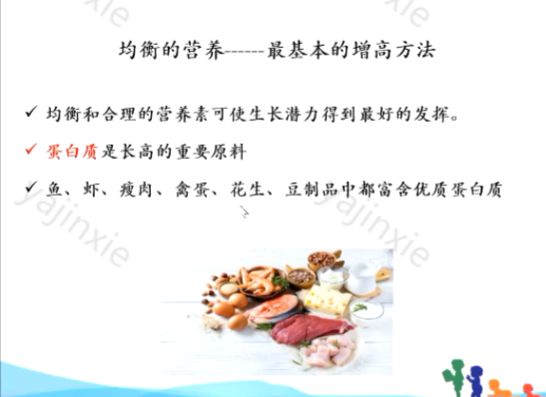 yajinxie
yajinxie
均衡的营养------最基本的增高方法
✓ 均衡和合理的营养素可使生长潜力得到最好的发挥。
✓ 蛋白质是长高的重要原料
✓ 鱼、虾、瘦肉、禽蛋、花生、豆制品中都富含优质蛋白质
yajinxie
yajinxie